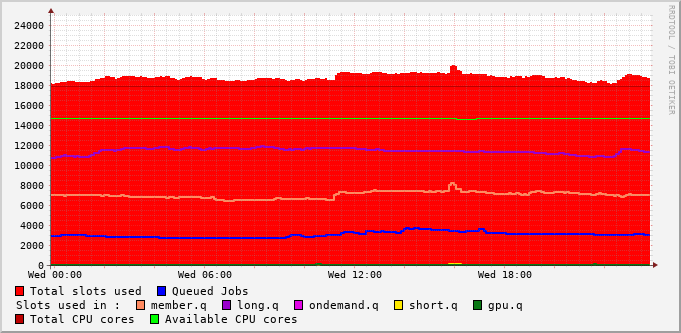 24000
22000
20000
18000
16000
14000
12000
10000
8000
6000
4000
2000
0
Wed 00:00 Wed 06:00 Wed 12:00 Wed 18:00
Total slots used Queued Jobs
Slots used in : member.q long.q ondemand.q short.q gpu.q
Total CPU cores Available CPU cores
RRDTOOL / TOBI OETIKER